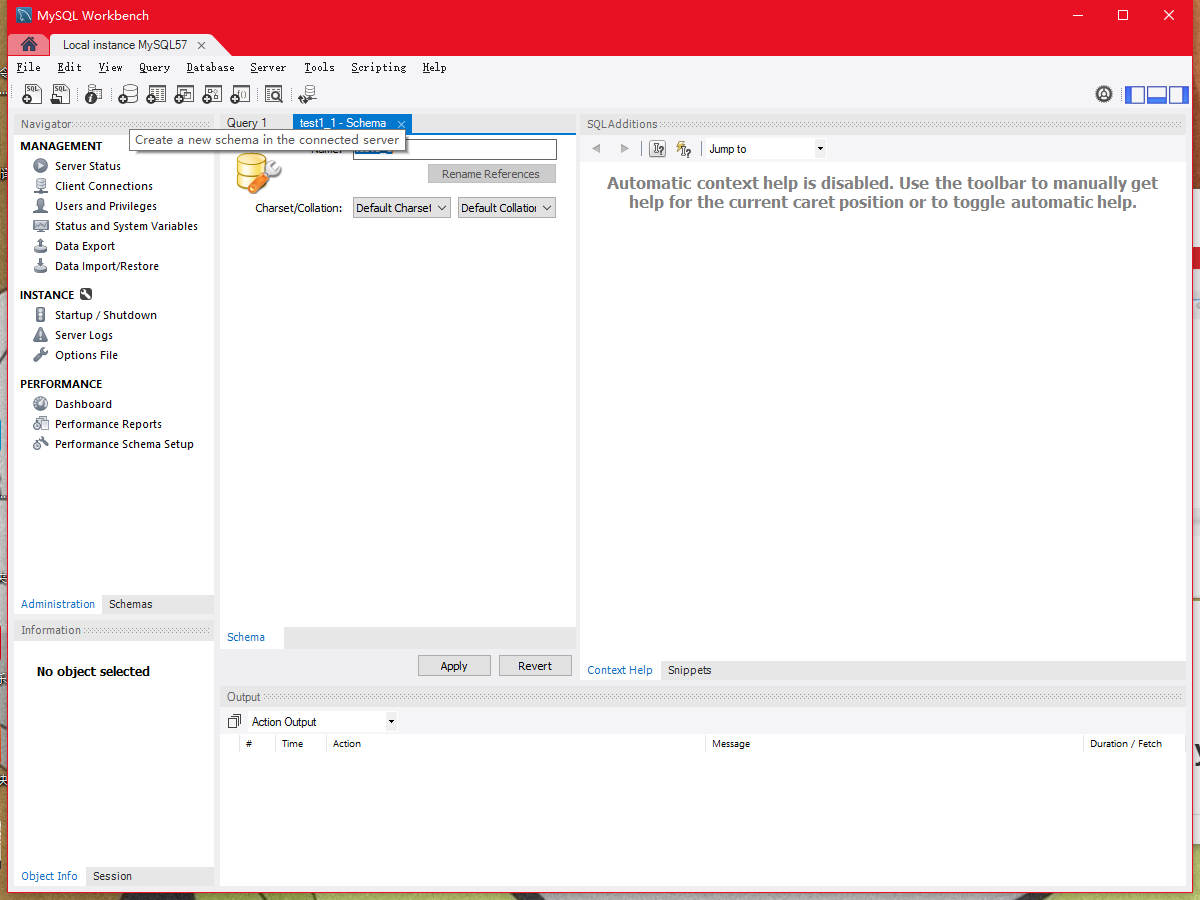 MySQL Workbench
Local instance MySQL57
File Edit View Query Database Server Tools Scripting Help
Navigator
Query 1
test1_1 - Schema
SQLAdditions
Create a new schema in the connected server
MANAGEMENT
Server Status
Client Connections
Users and Privileges
Status and System Variables
Data Export
Data Import/Restore
INSTANCE
Startup / Shutdown
Server Logs
Options File
PERFORMANCE
Dashboard
Performance Reports
Performance Schema Setup
Administration
Schemas
Information
No object selected
Object Info
Session
Rename References
Charset/Collation:
Default Charset
Default Collation
Schema
Apply
Revert
Jump to
Automatic context help is disabled. Use the toolbar to manually get
help for the current caret position or to toggle automatic help.
Context Help
Snippets
Output
Action Output
# Time Action Message Duration / Fetch